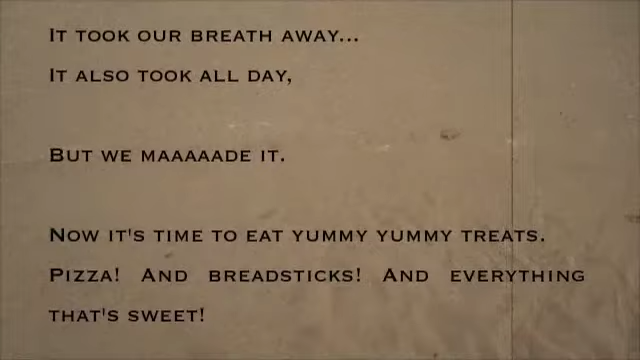 It took our breath away...
It also took all day,
But we maaaaade it.
Now it's time to eat yummy yummy treats.
Pizza! And breadsticks! And everything
that's sweet!